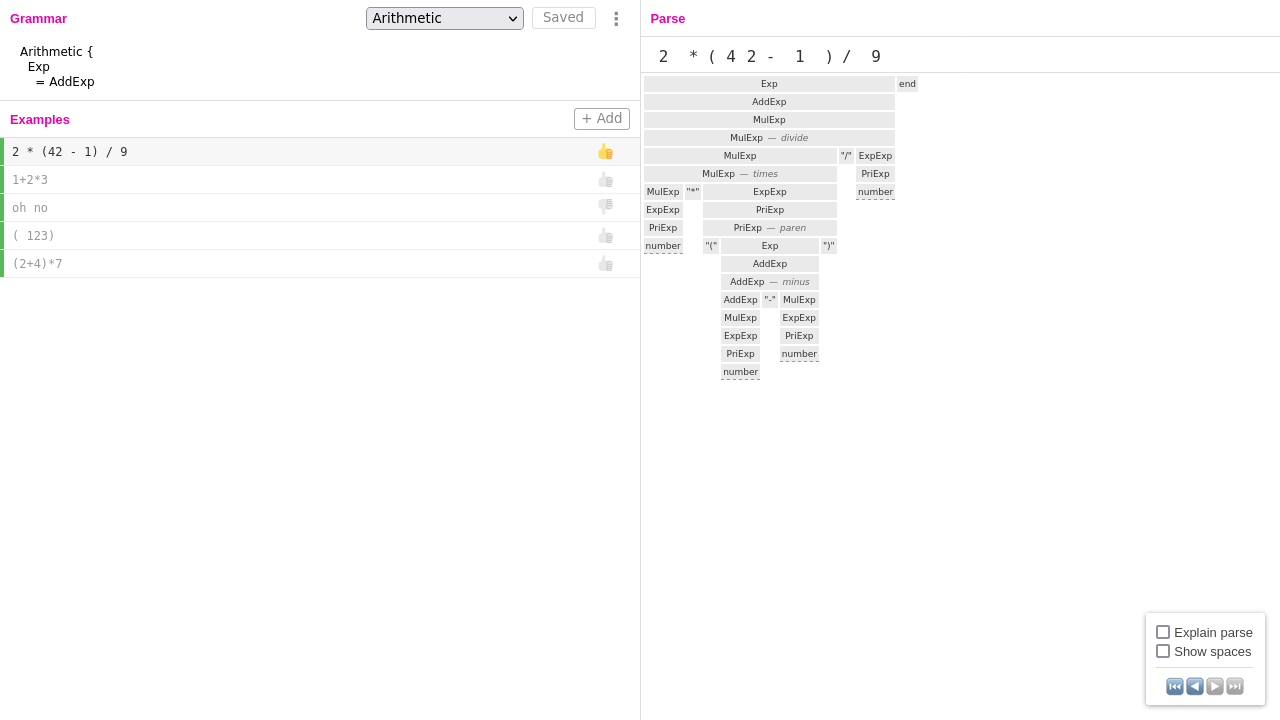 Grammar
Arithmetic
Saved
Arithmetic {
Exp
= AddExp
Examples
+ Add
2 * (42 - 1) / 9
1+2*3
oh no
( 123)
(2+4)*7
Parse
2 * ( 4 2 - 1 ) / 9
Exp end
AddExp
MulExp
MulExp — divide
MulExp "/" ExpExp
MulExp — times PriExp
MulExp "*" ExpExp number
ExpExp PriExp
PriExp PriExp — paren
number "(" Exp ")"
AddExp
AddExp — minus
AddExp "-" MulExp
MulExp ExpExp
ExpExp PriExp
PriExp number
number
Explain parse
Show spaces